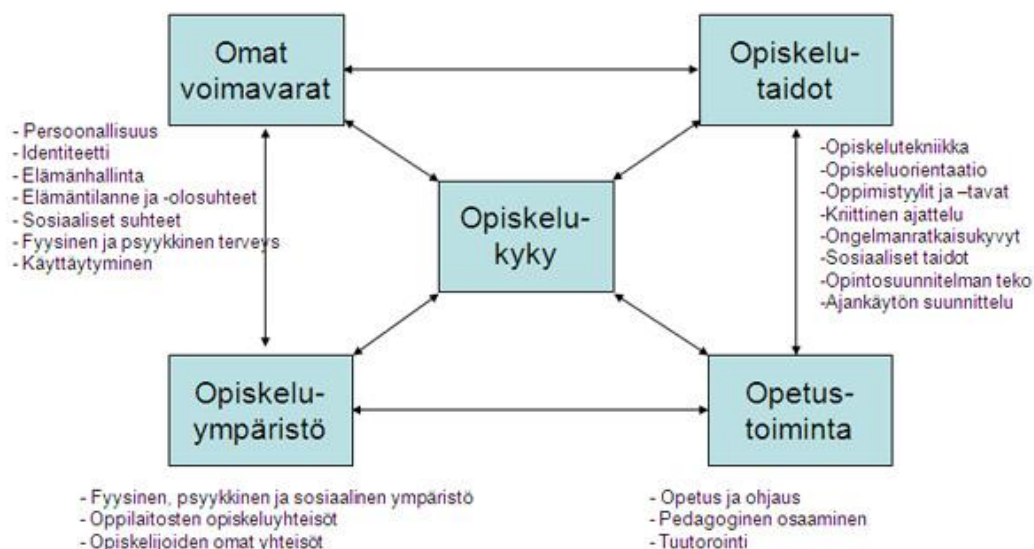 Omat
voimavarat
Opiskelu-
taidot
- Persoonallisuus
- Identiteetti
- Elämänhallinta
- Elämäntilanne ja -olosuhteet
- Sosiaaliset suhteet
- Fyysinen ja psyykkinen terveys
- Käyttäytyminen
-Opiskelutekniikka
-Opiskeluorientaatio
-Oppimistyylit ja –tavat
-Kriittinen ajattelu
-Ongelmanratkaisukyvyt
-Sosiaaliset taidot
-Opintosuunnitelman teko
-Ajankäytön suunnittelu
Opiskelu-
kyky
Opiskelu-
ympäristö
Opetus-
toiminta
- Fyysinen, psyykkinen ja sosiaalinen ympäristö
- Oppilaitosten opiskeluyhteisöt
- Opiskelijoiden omat yhteisöt
- Opetus ja ohjaus
- Pedagoginen osaaminen
- Tuutorointi